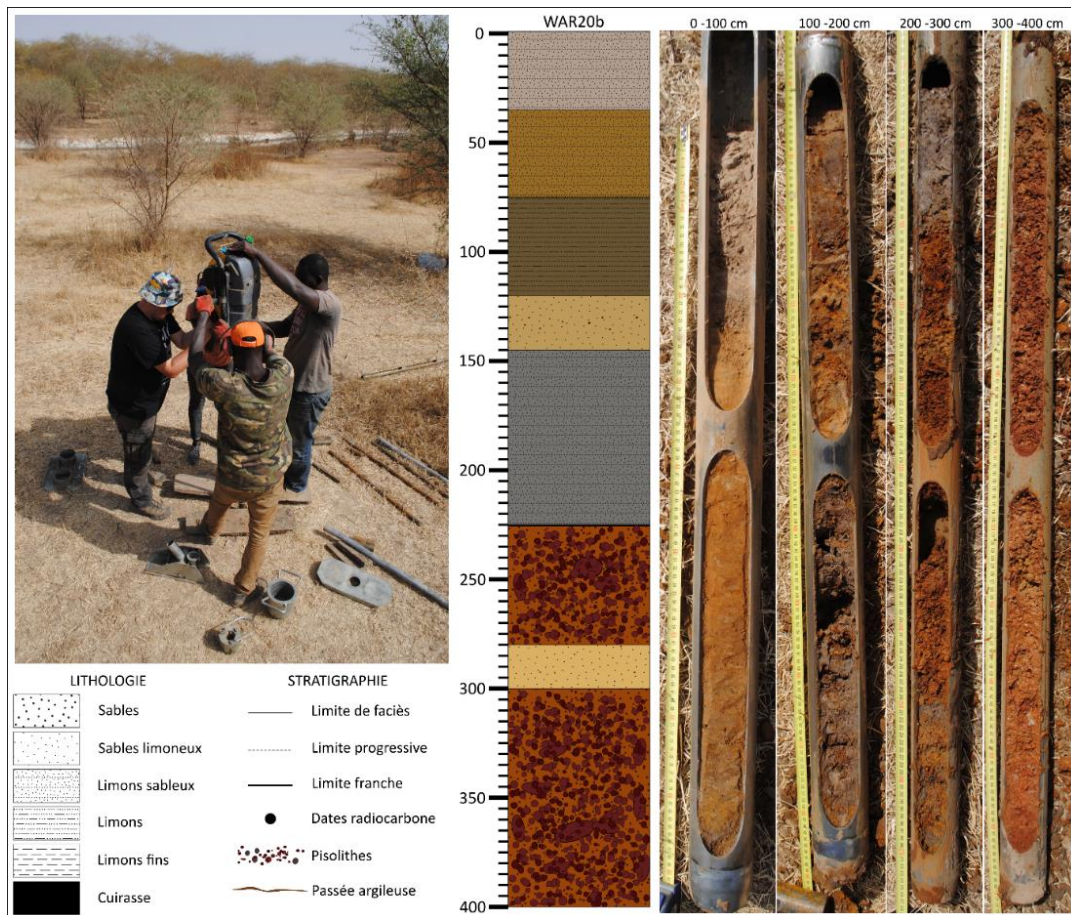 WAR20b
0
50
100
150
200
250
300
350
400
0 -100 cm
100 -200 cm
200 -300 cm
300 -400 cm
LITHOLOGIE
Sables
Sables limoneux
Limons sableux
Limons
Limons fins
Cuirasse
STRATIGRAPHIE
Limite de faciès
Limite progressive
Limite franche
Dates radiocarbone
Pisolithes
Passée argileuse